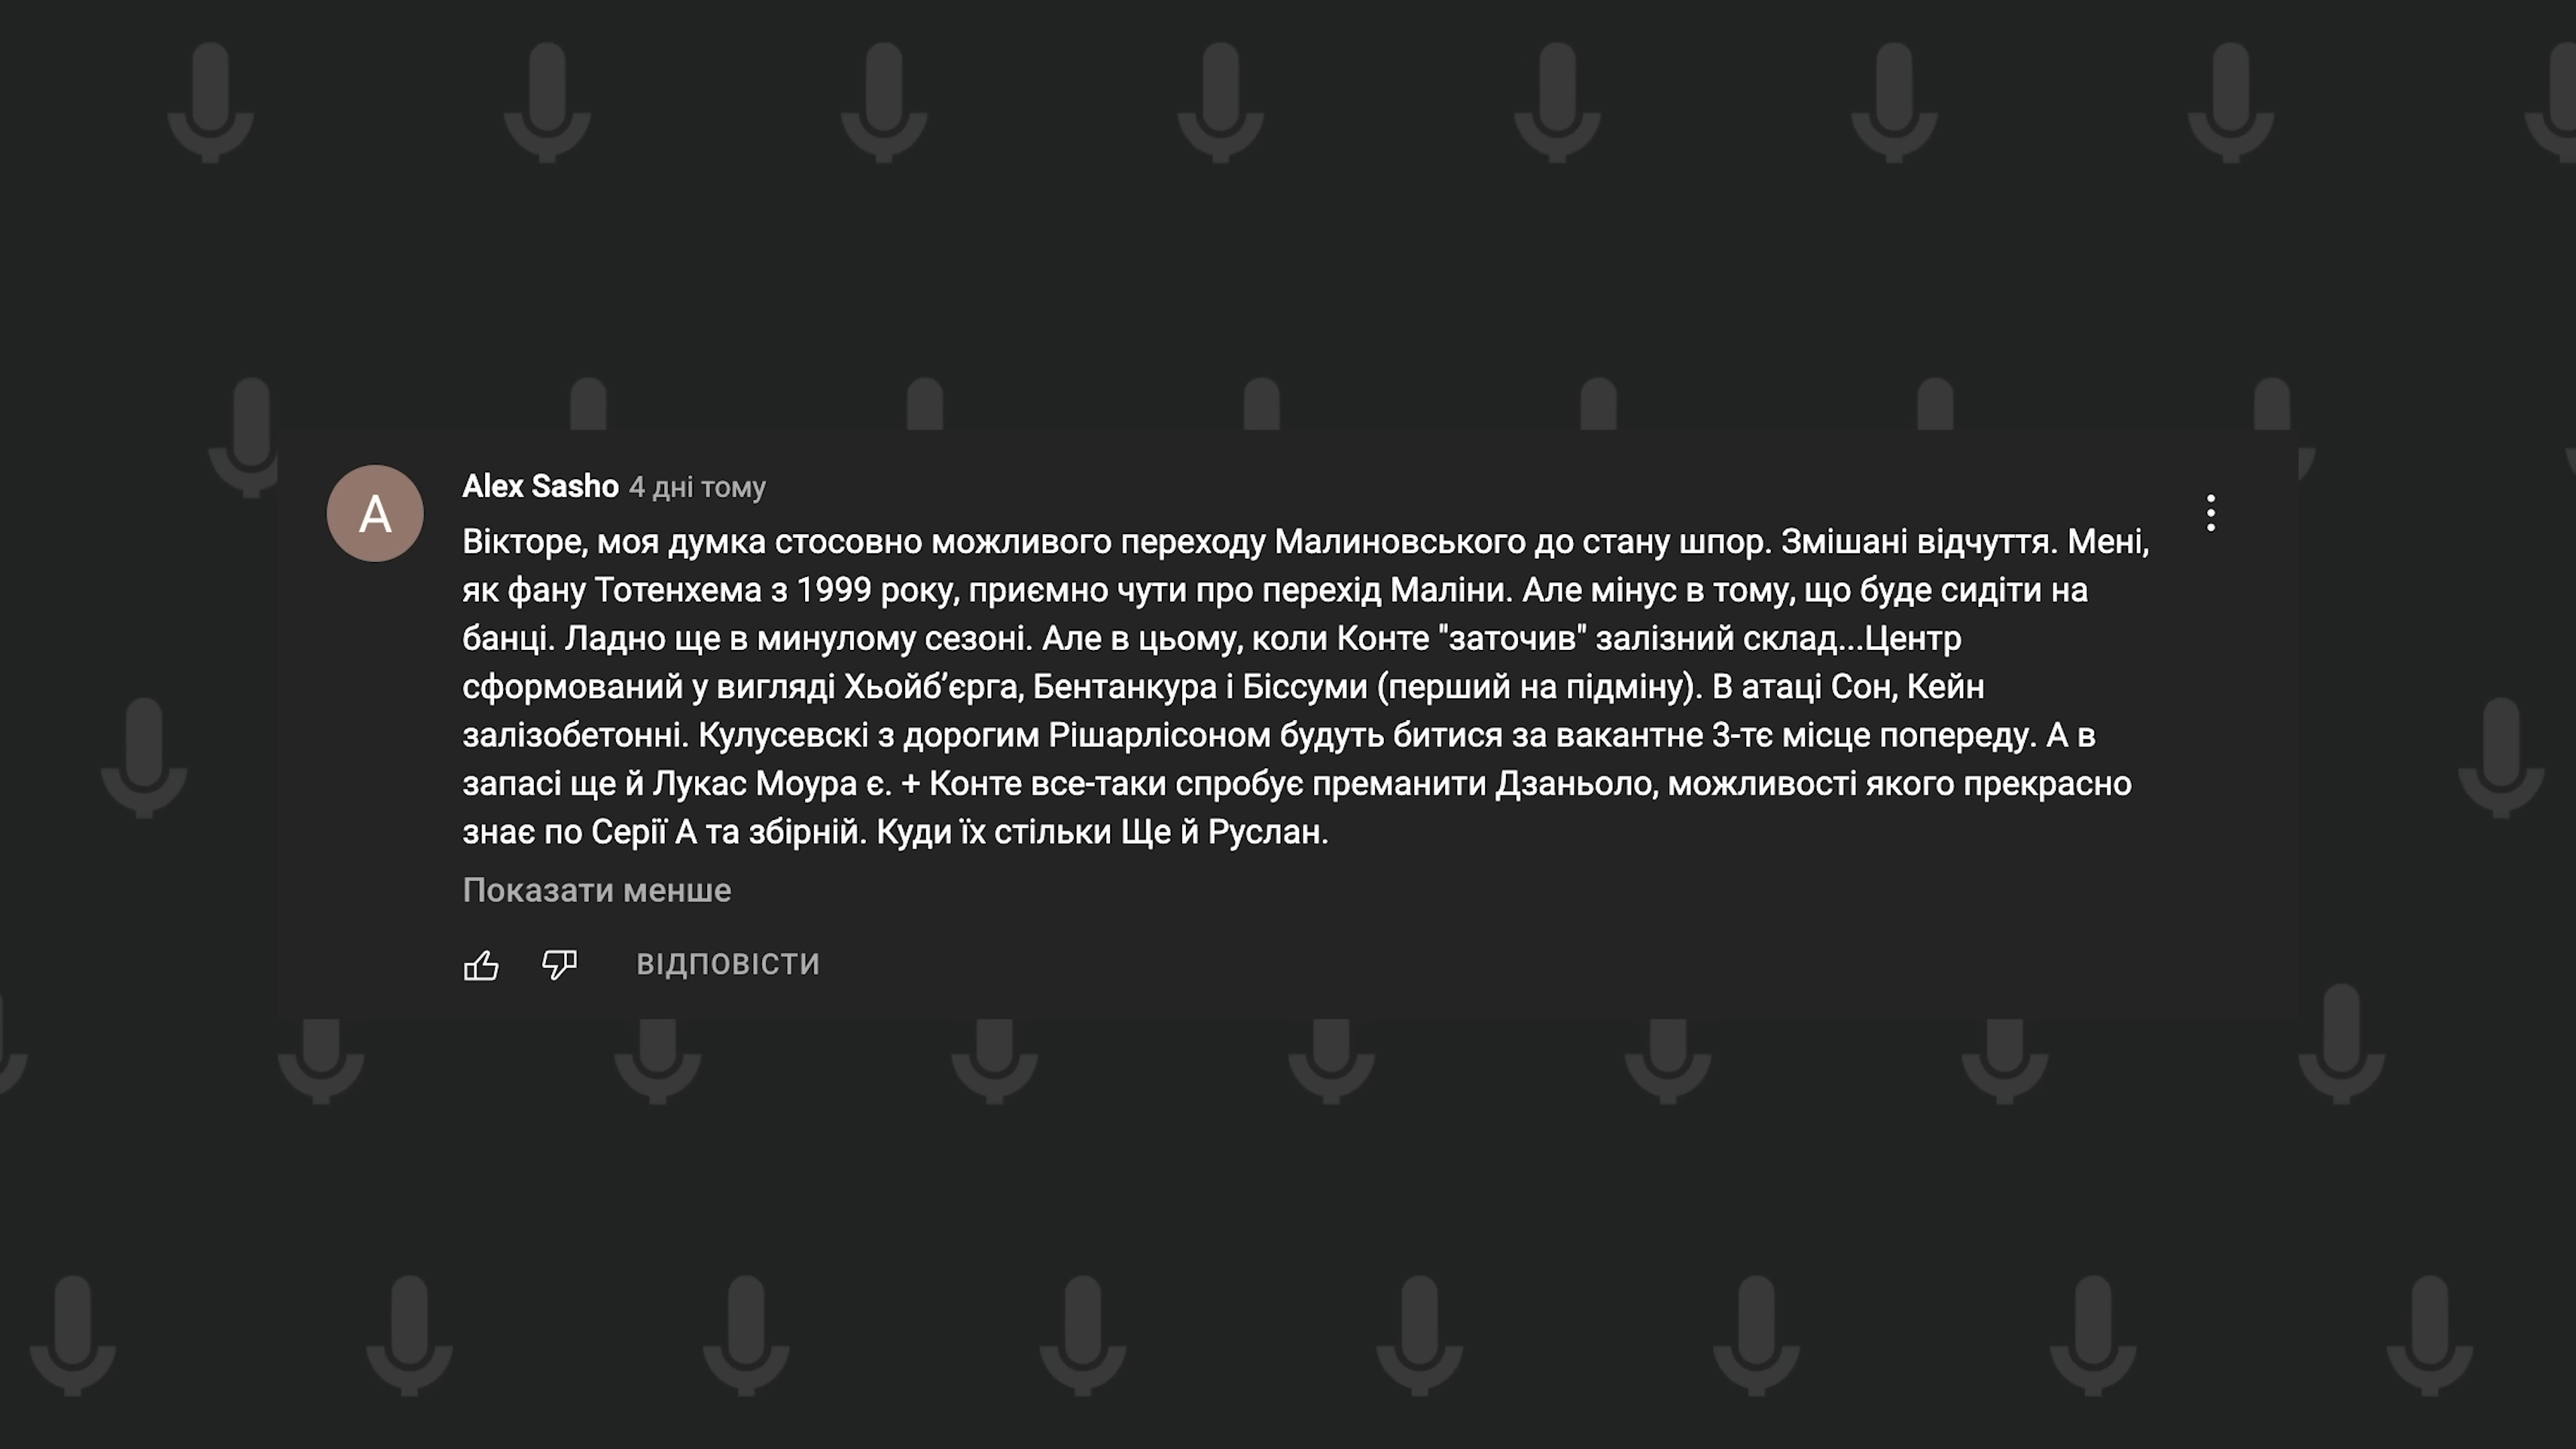 A
Alex Sasho 4 дні тому
Вікторе, моя думка стосовно можливого переходу Малиновського до стану шпор. Змішані відчуття. Мені,
як фану Тотенхема з 1999 року, приємно чути про перехід Маліни. Але мінус в тому, що буде сидіти на
банці. Ладно ще в минулому сезоні. Але в цьому, коли Конте "заточив" залізний склад...Центр
сформований у вигляді Хьойб’єрга, Бентанкура і Біссуми (перший на підміну). В атаці Сон, Кейн
залізобетонні. Кулусевскі з дорогим Рішарлісоном будуть битися за вакантне 3-тє місце попереду. А в
запасі ще й Лукас Моура є. + Конте все-таки спробує преманити Дзаньоло, можливості якого прекрасно
знає по Серії А та збірній. Куди їх стільки Ще й Руслан.
Показати менше
ВІДПОВІСТИ